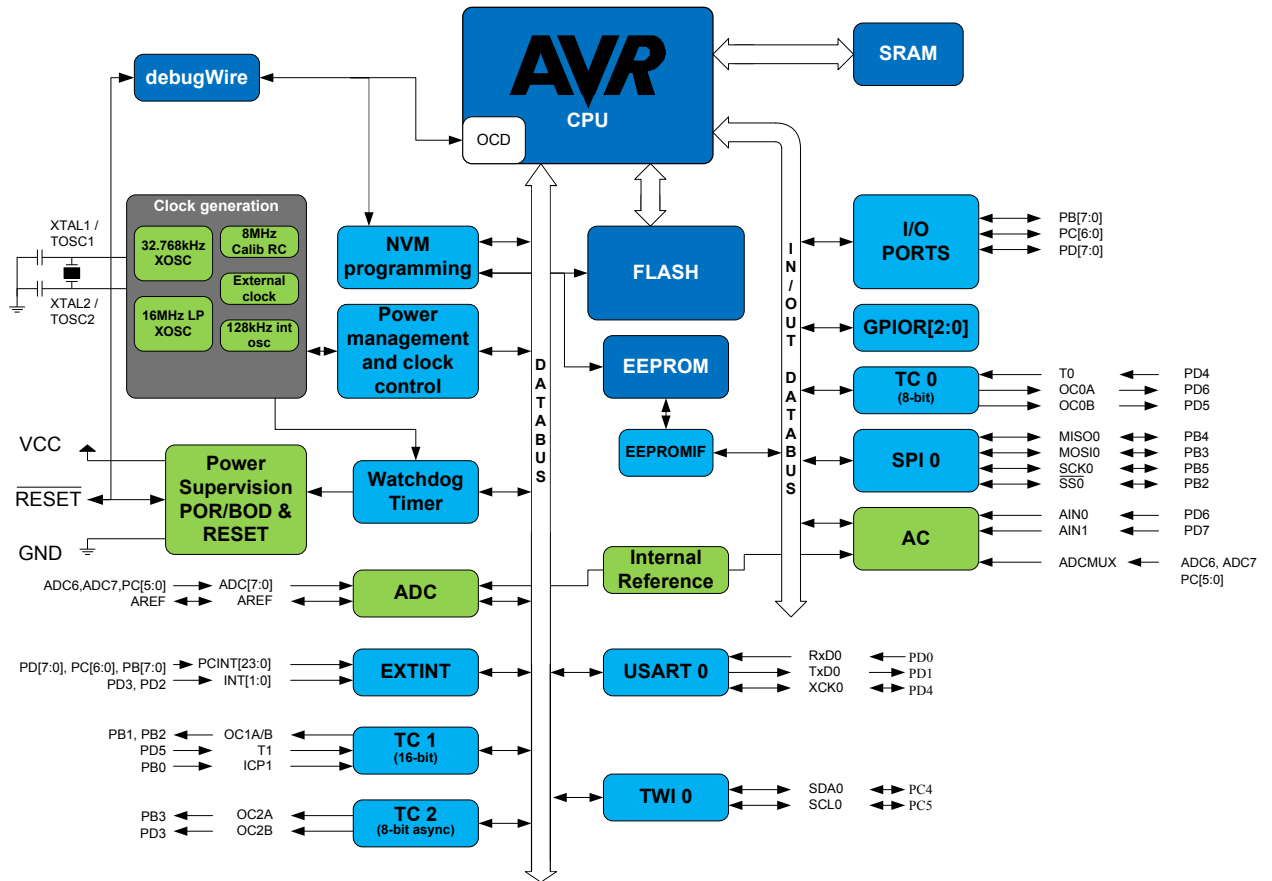 AVR
CPU
OCD
SRAM
debugWire
Clock generation
XTAL1 /
TOSC1
32.768kHz
XOSC
8MHz
Calib RC
External
clock
XTAL2 /
TOSC2
16MHz LP
XOSC
128kHz int
osc
NVM
programming
Power
management
and clock
control
FLASH
EEPROM
EEPROMIF
DATABUS
IN/OUT DATABUS
I/O
PORTS
PB[7:0]
PC[6:0]
PD[7:0]
GPIOR[2:0]
TC 0
(8-bit)
T0 PD4
OC0A PD6
OC0B PD5
SPI 0
MISO0 PB4
MOSI0 PB3
SCK0 PB5
SS0 PB2
AC
AIN0 PD6
AIN1 PD7
ADCMUX ADC6, ADC7
PC[5:0]
VCC
RESET
GND
Power
Supervision
POR/BOD &
RESET
Watchdog
Timer
Internal
Reference
ADC6,ADC7,PC[5:0] ADC[7:0]
AREF AREF
ADC
PD[7:0], PC[6:0], PB[7:0] PCINT[23:0]
PD3, PD2 INT[1:0]
EXTINT
USART 0
RxD0 PD0
TxD0 PD1
XCK0 PD4
PB1, PB2 OC1A/B
PD5 T1
PB0 ICP1
TC 1
(16-bit)
TWI 0
SDA0 PC4
SCL0 PC5
PB3 OC2A
PD3 OC2B
TC 2
(8-bit async)